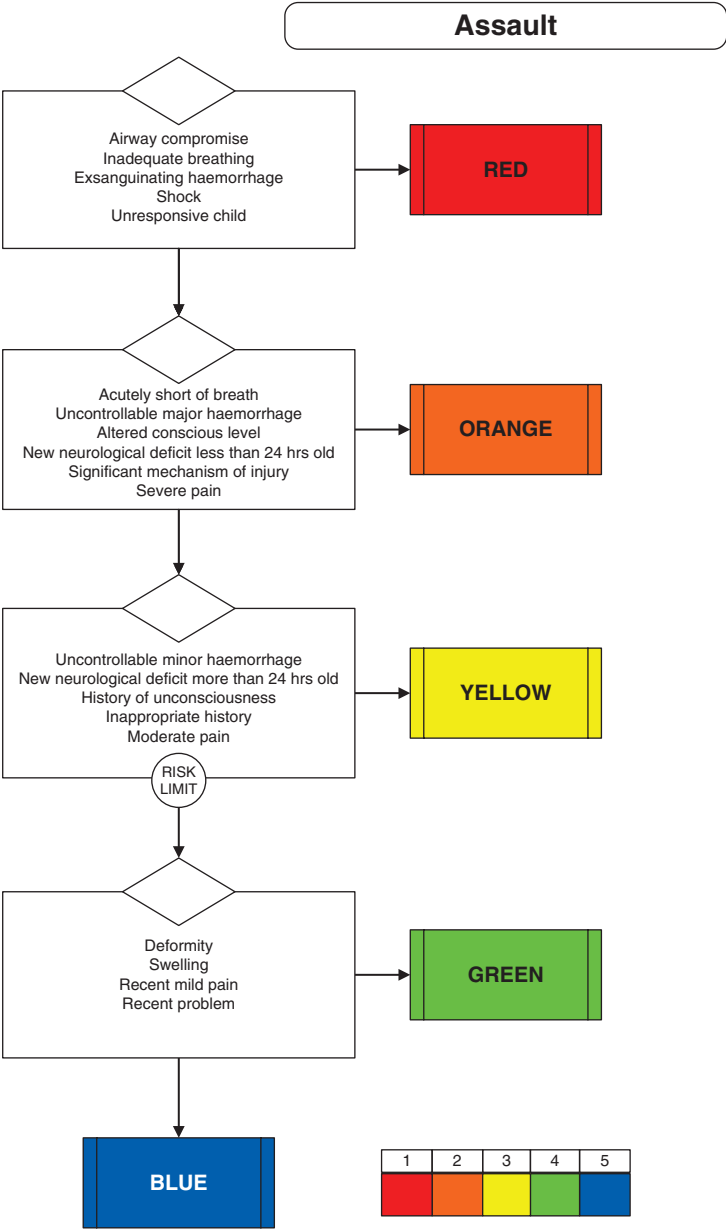 Assault
Airway compromise
Inadequate breathing
Exsanguinating haemorrhage
Shock
Unresponsive child
RED
Acutely short of breath
Uncontrollable major haemorrhage
Altered conscious level
New neurological deficit less than 24 hrs old
Significant mechanism of injury
Severe pain
ORANGE
Uncontrollable minor haemorrhage
New neurological deficit more than 24 hrs old
History of unconsciousness
Inappropriate history
Moderate pain
YELLOW
RISK
LIMIT
Deformity
Swelling
Recent mild pain
Recent problem
GREEN
BLUE
1 2 3 4 5